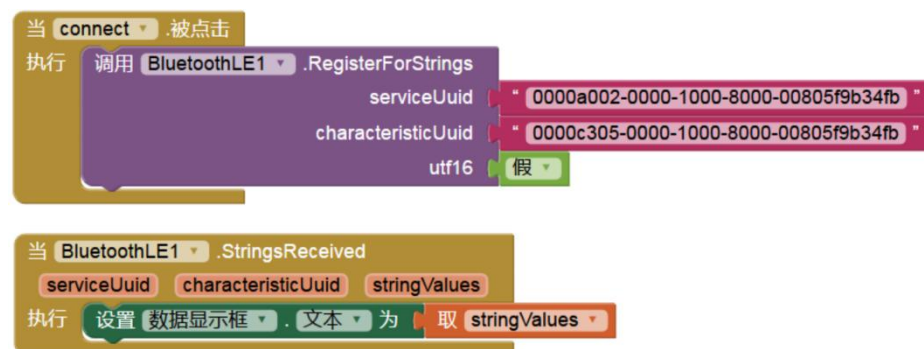 当 connect .被点击
执行 调用 BluetoothLE1 .RegisterForStrings
serviceUuid " 0000a002-0000-1000-8000-00805f9b34fb "
characteristicUuid " 0000c305-0000-1000-8000-00805f9b34fb "
utf16 假
当 BluetoothLE1 .StringsReceived
serviceUuid characteristicUuid stringValues
执行 设置 数据显示框 . 文本 为 取 stringValues